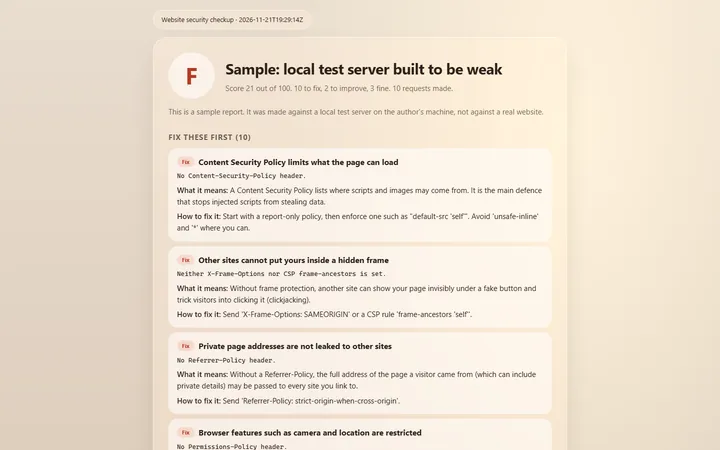 Website security checkup · 2026-11-21T19:29:14Z
F
Sample: local test server built to be weak
Score 21 out of 100. 10 to fix, 2 to improve, 3 fine. 10 requests made.
This is a sample report. It was made against a local test server on the author's machine, not against a real website.
FIX THESE FIRST (10)
Fix Content Security Policy limits what the page can load
No Content-Security-Policy header.
What it means: A Content Security Policy lists where scripts and images may come from. It is the main defence
that stops injected scripts from stealing data.
How to fix it: Start with a report-only policy, then enforce one such as "default-src 'self'". Avoid 'unsafe-inline'
and '*' where you can.
Fix Other sites cannot put yours inside a hidden frame
Neither X-Frame-Options nor CSP frame-ancestors is set.
What it means: Without frame protection, another site can show your page invisibly under a fake button and
trick visitors into clicking it (clickjacking).
How to fix it: Send 'X-Frame-Options: SAMEORIGIN' or a CSP rule 'frame-ancestors 'self''.
Fix Private page addresses are not leaked to other sites
No Referrer-Policy header.
What it means: Without a Referrer-Policy, the full address of the page a visitor came from (which can include
private details) may be passed to every site you link to.
How to fix it: Send 'Referrer-Policy: strict-origin-when-cross-origin'.
Fix Browser features such as camera and location are restricted
No Permissions-Policy header.